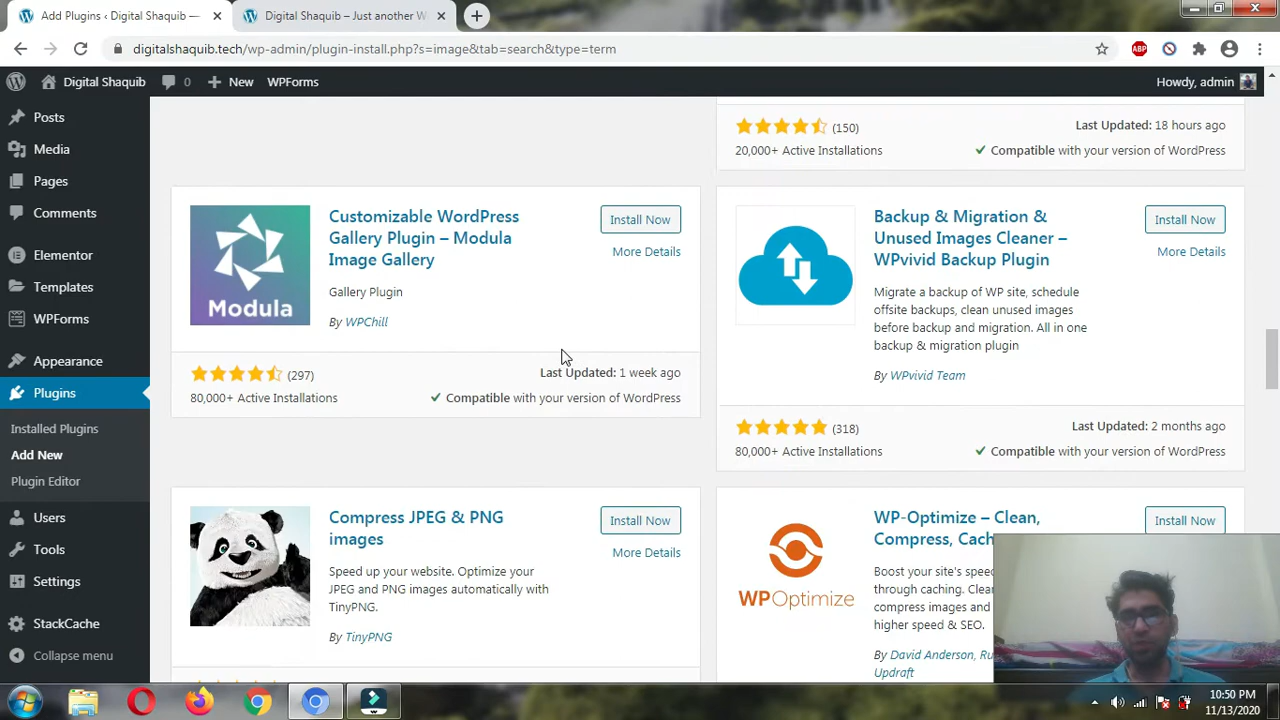 Add Plugins ‹ Digital Shaquib —
Digital Shaquib – Just another W
digitalshaquib.tech/wp-admin/plugin-install.php?s=image&tab=search&type=term
ABP
Digital Shaquib
0
New
WPForms
Howdy, admin
Posts
Media
Pages
Comments
Elementor
Templates
WPForms
Appearance
Plugins
Installed Plugins
Add New
Plugin Editor
Users
Tools
Settings
StackCache
Collapse menu
(150)
Last Updated: 18 hours ago
20,000+ Active Installations
Compatible with your version of WordPress
Modula
Customizable WordPress
Gallery Plugin – Modula
Image Gallery
Install Now
More Details
Gallery Plugin
By WPChill
(297)
Last Updated: 1 week ago
80,000+ Active Installations
Compatible with your version of WordPress
Backup & Migration &
Unused Images Cleaner –
WPvivid Backup Plugin
Install Now
More Details
Migrate a backup of WP site, schedule
offsite backups, clean unused images
before backup and migration. All in one
backup & migration plugin
By WPvivid Team
(318)
Last Updated: 2 months ago
80,000+ Active Installations
Compatible with your version of WordPress
Compress JPEG & PNG
images
Install Now
More Details
Speed up your website. Optimize your
JPEG and PNG images automatically with
TinyPNG.
By TinyPNG
WPOptimize
WP-Optimize – Clean,
Compress, Cach
Install Now
Boost your site's speed
through caching. Clean
compress images and
higher speed & SEO.
By David Anderson, Ru
Updraft
10:50 PM
11/13/2020